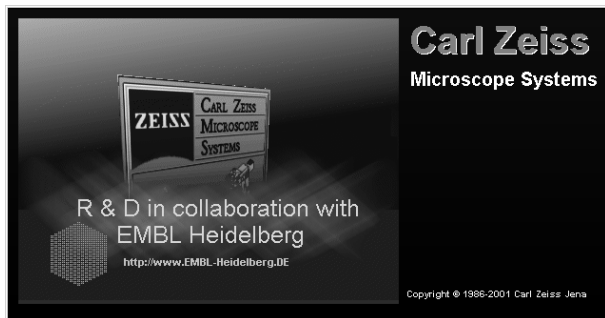 Carl Zeiss
Microscope Systems
ZEISS
CARL ZEISS
MICROSCOPE
SYSTEMS
R & D in collaboration with
EMBL Heidelberg
http://www.EMBL-Heidelberg.DE
Copyright © 1986-2001 Carl Zeiss Jena